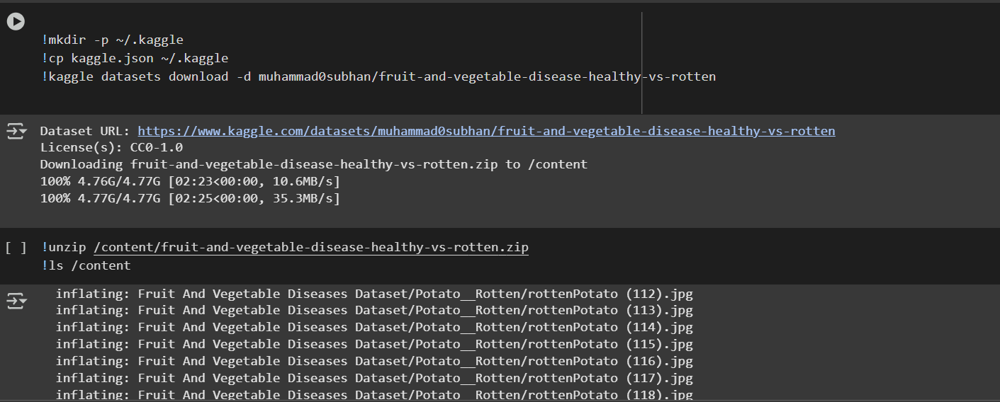 !mkdir -p ~/.kaggle
!cp kaggle.json ~/.kaggle
!kaggle datasets download -d muhammad0subhan/fruit-and-vegetable-disease-healthy-vs-rotten
Dataset URL: https://www.kaggle.com/datasets/muhammad0subhan/fruit-and-vegetable-disease-healthy-vs-rotten
License(s): CC0-1.0
Downloading fruit-and-vegetable-disease-healthy-vs-rotten.zip to /content
100% 4.76G/4.77G [02:23<00:00, 10.6MB/s]
100% 4.77G/4.77G [02:25<00:00, 35.3MB/s]
[ ] !unzip /content/fruit-and-vegetable-disease-healthy-vs-rotten.zip
!ls /content
inflating: Fruit And Vegetable Diseases Dataset/Potato__Rotten/rottenPotato (112).jpg
inflating: Fruit And Vegetable Diseases Dataset/Potato__Rotten/rottenPotato (113).jpg
inflating: Fruit And Vegetable Diseases Dataset/Potato__Rotten/rottenPotato (114).jpg
inflating: Fruit And Vegetable Diseases Dataset/Potato__Rotten/rottenPotato (115).jpg
inflating: Fruit And Vegetable Diseases Dataset/Potato__Rotten/rottenPotato (116).jpg
inflating: Fruit And Vegetable Diseases Dataset/Potato__Rotten/rottenPotato (117).jpg
inflating: Fruit And Vegetable Diseases Dataset/Potato__Rotten/rottenPotato (118).jpg